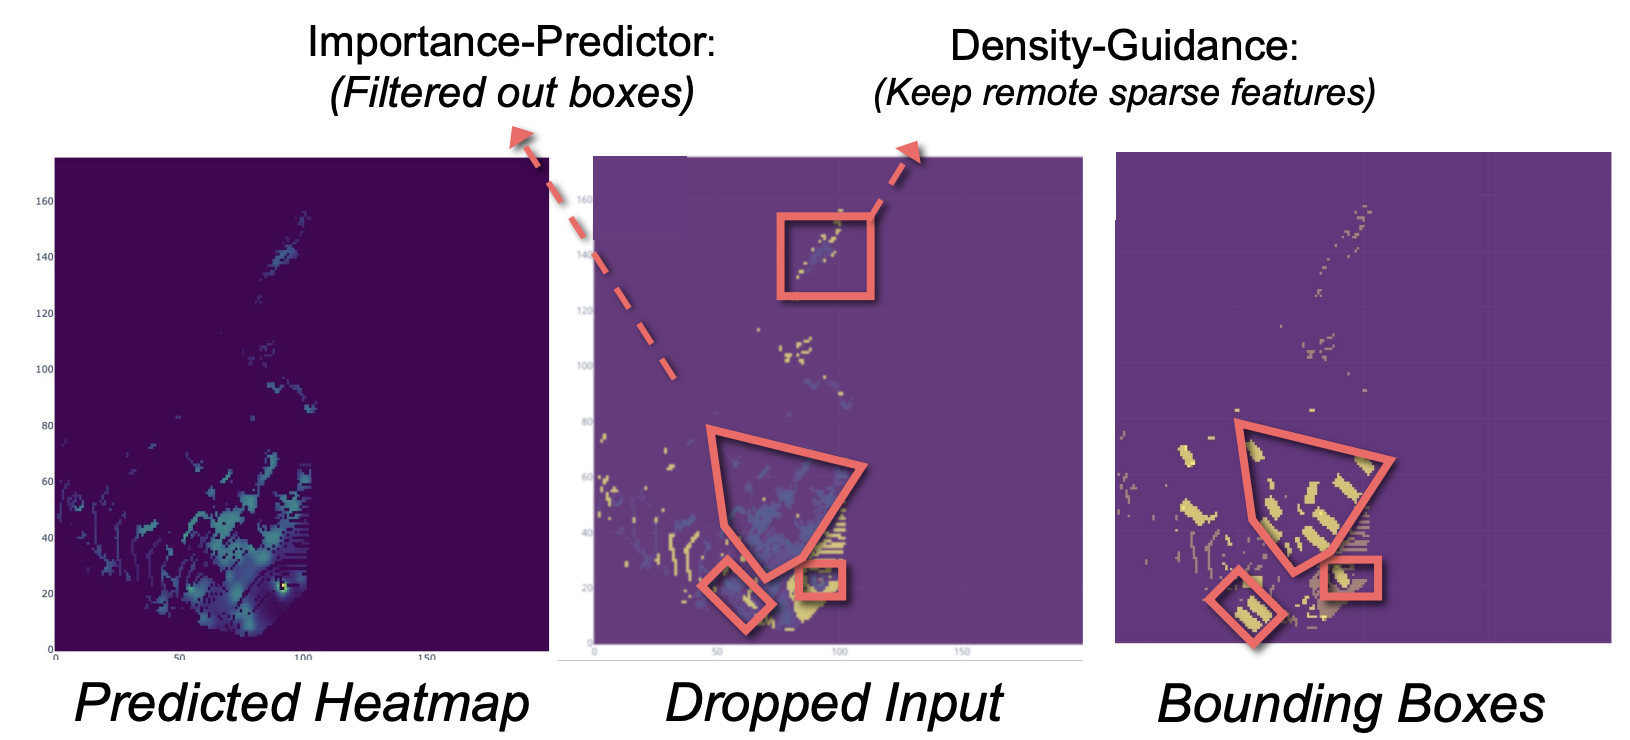 Importance-Predictor:
(Filtered out boxes)
Density-Guidance:
(Keep remote sparse features)
160
140
120
100
80
60
40
20
0
0 50 100 150
160
140
120
100
80
60
40
20
0
0 50 100 150
Predicted Heatmap
Dropped Input
Bounding Boxes